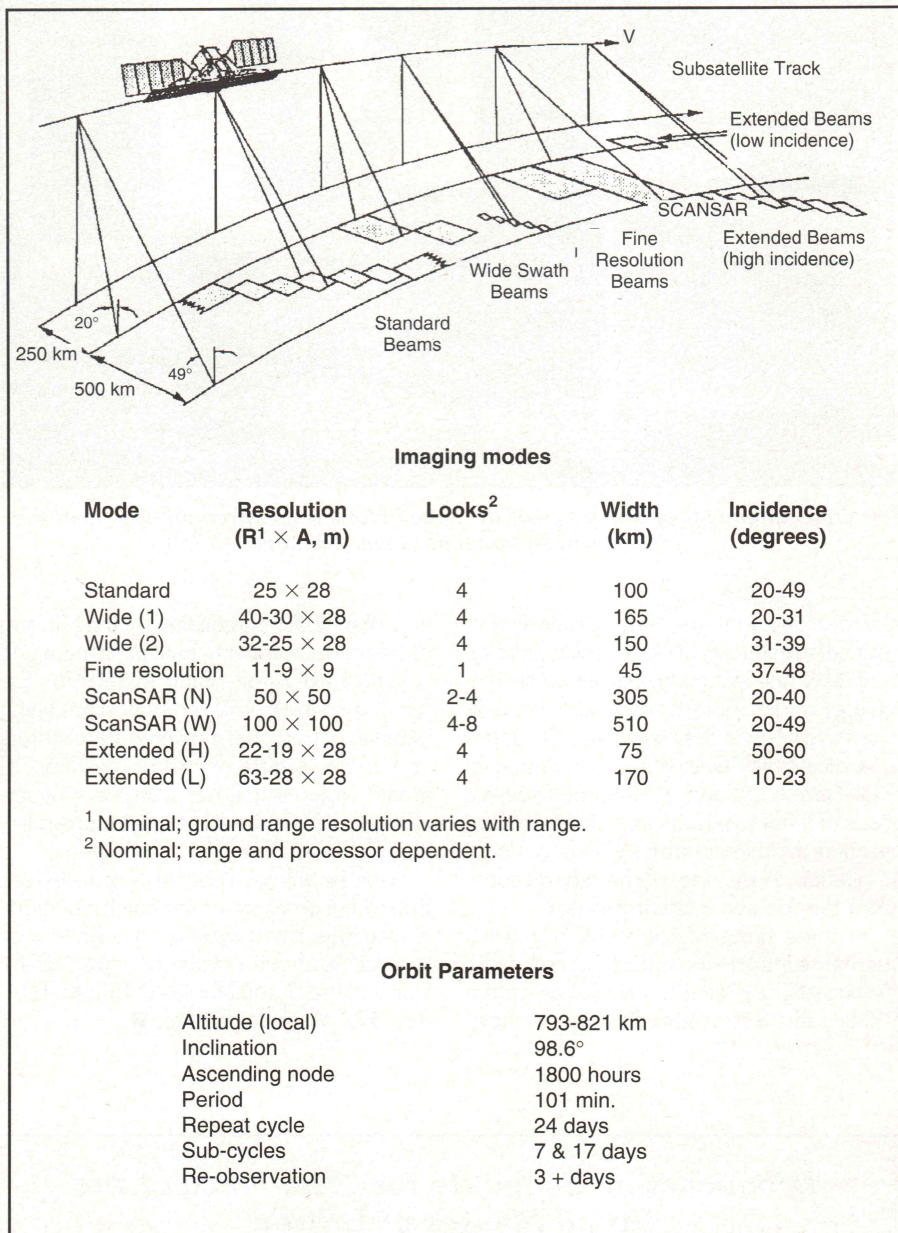 V
Subsatellite Track
Extended Beams
(low incidence)
SCANSAR
Extended Beams
(high incidence)
Fine
Resolution
Beams
Wide Swath
Beams
Standard
Beams
20°
250 km
49°
500 km
Imaging modes
Mode Resolution Looks² Width Incidence
(R¹ × A, m) (km) (degrees)
Standard 25 × 28 4 100 20-49
Wide (1) 40-30 × 28 4 165 20-31
Wide (2) 32-25 × 28 4 150 31-39
Fine resolution 11-9 × 9 1 45 37-48
ScanSAR (N) 50 × 50 2-4 305 20-40
ScanSAR (W) 100 × 100 4-8 510 20-49
Extended (H) 22-19 × 28 4 75 50-60
Extended (L) 63-28 × 28 4 170 10-23
¹ Nominal; ground range resolution varies with range.
² Nominal; range and processor dependent.
Orbit Parameters
Altitude (local) 793-821 km
Inclination 98.6°
Ascending node 1800 hours
Period 101 min.
Repeat cycle 24 days
Sub-cycles 7 & 17 days
Re-observation 3 + days